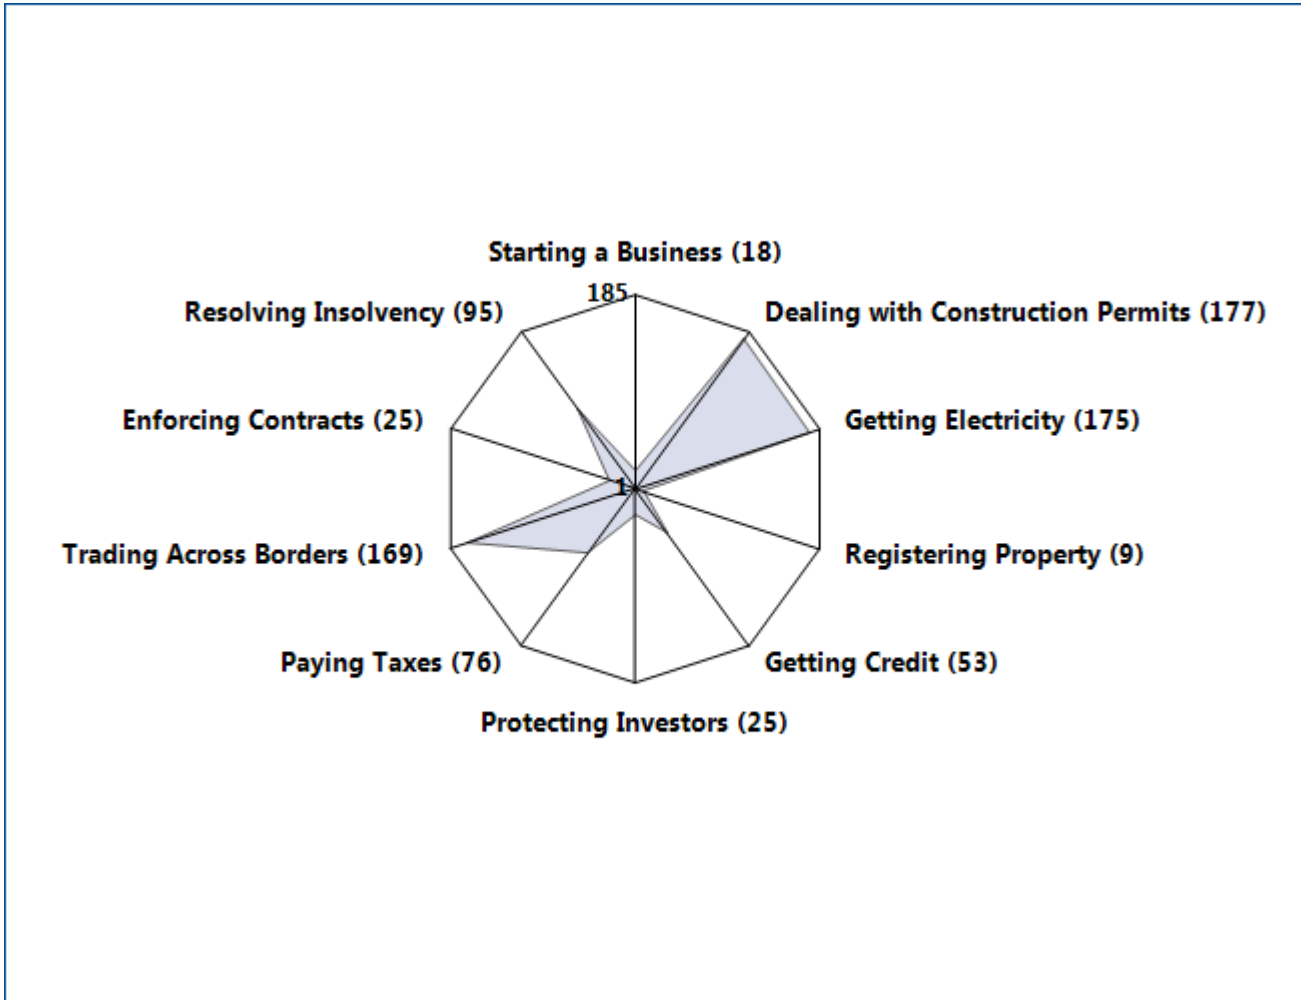 Starting a Business (18)
185
Resolving Insolvency (95)
Dealing with Construction Permits (177)
Enforcing Contracts (25)
Getting Electricity (175)
1
Trading Across Borders (169)
Registering Property (9)
Paying Taxes (76)
Getting Credit (53)
Protecting Investors (25)